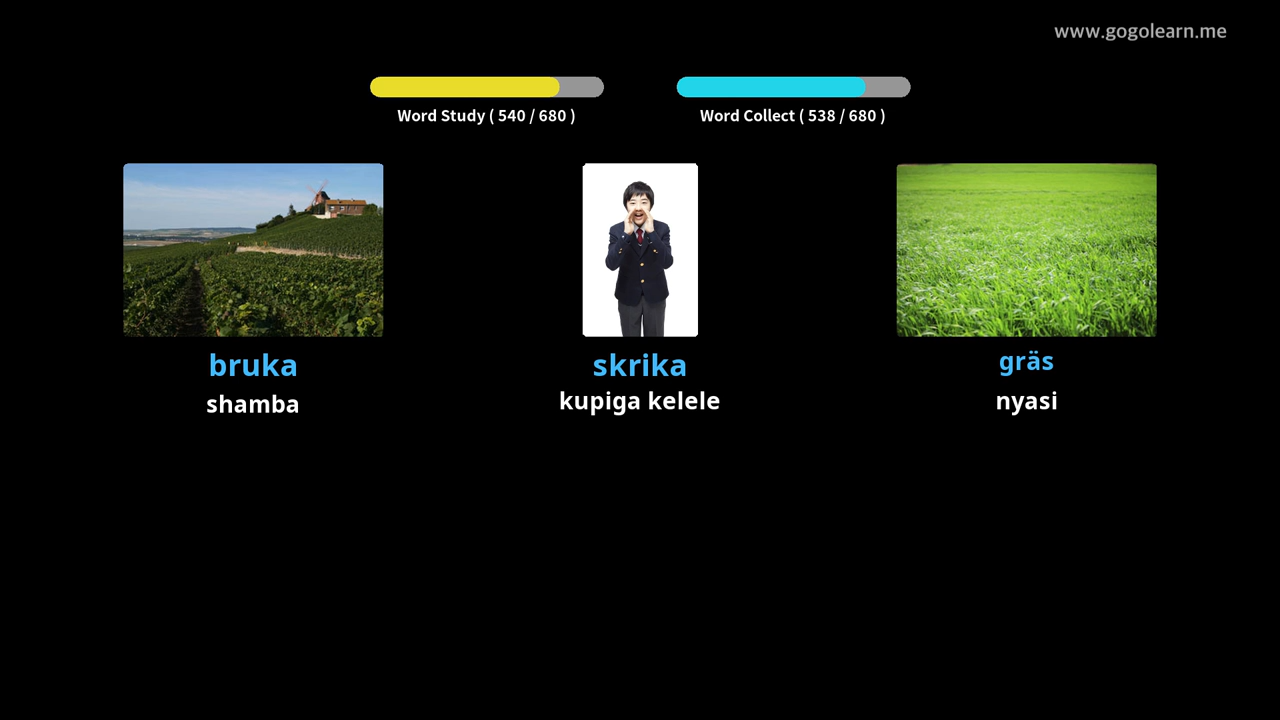 www.gogolearn.me
Word Study ( 540 / 680 )
Word Collect ( 538 / 680 )
bruka
shamba
skrika
kupiga kelele
gräs
nyasi